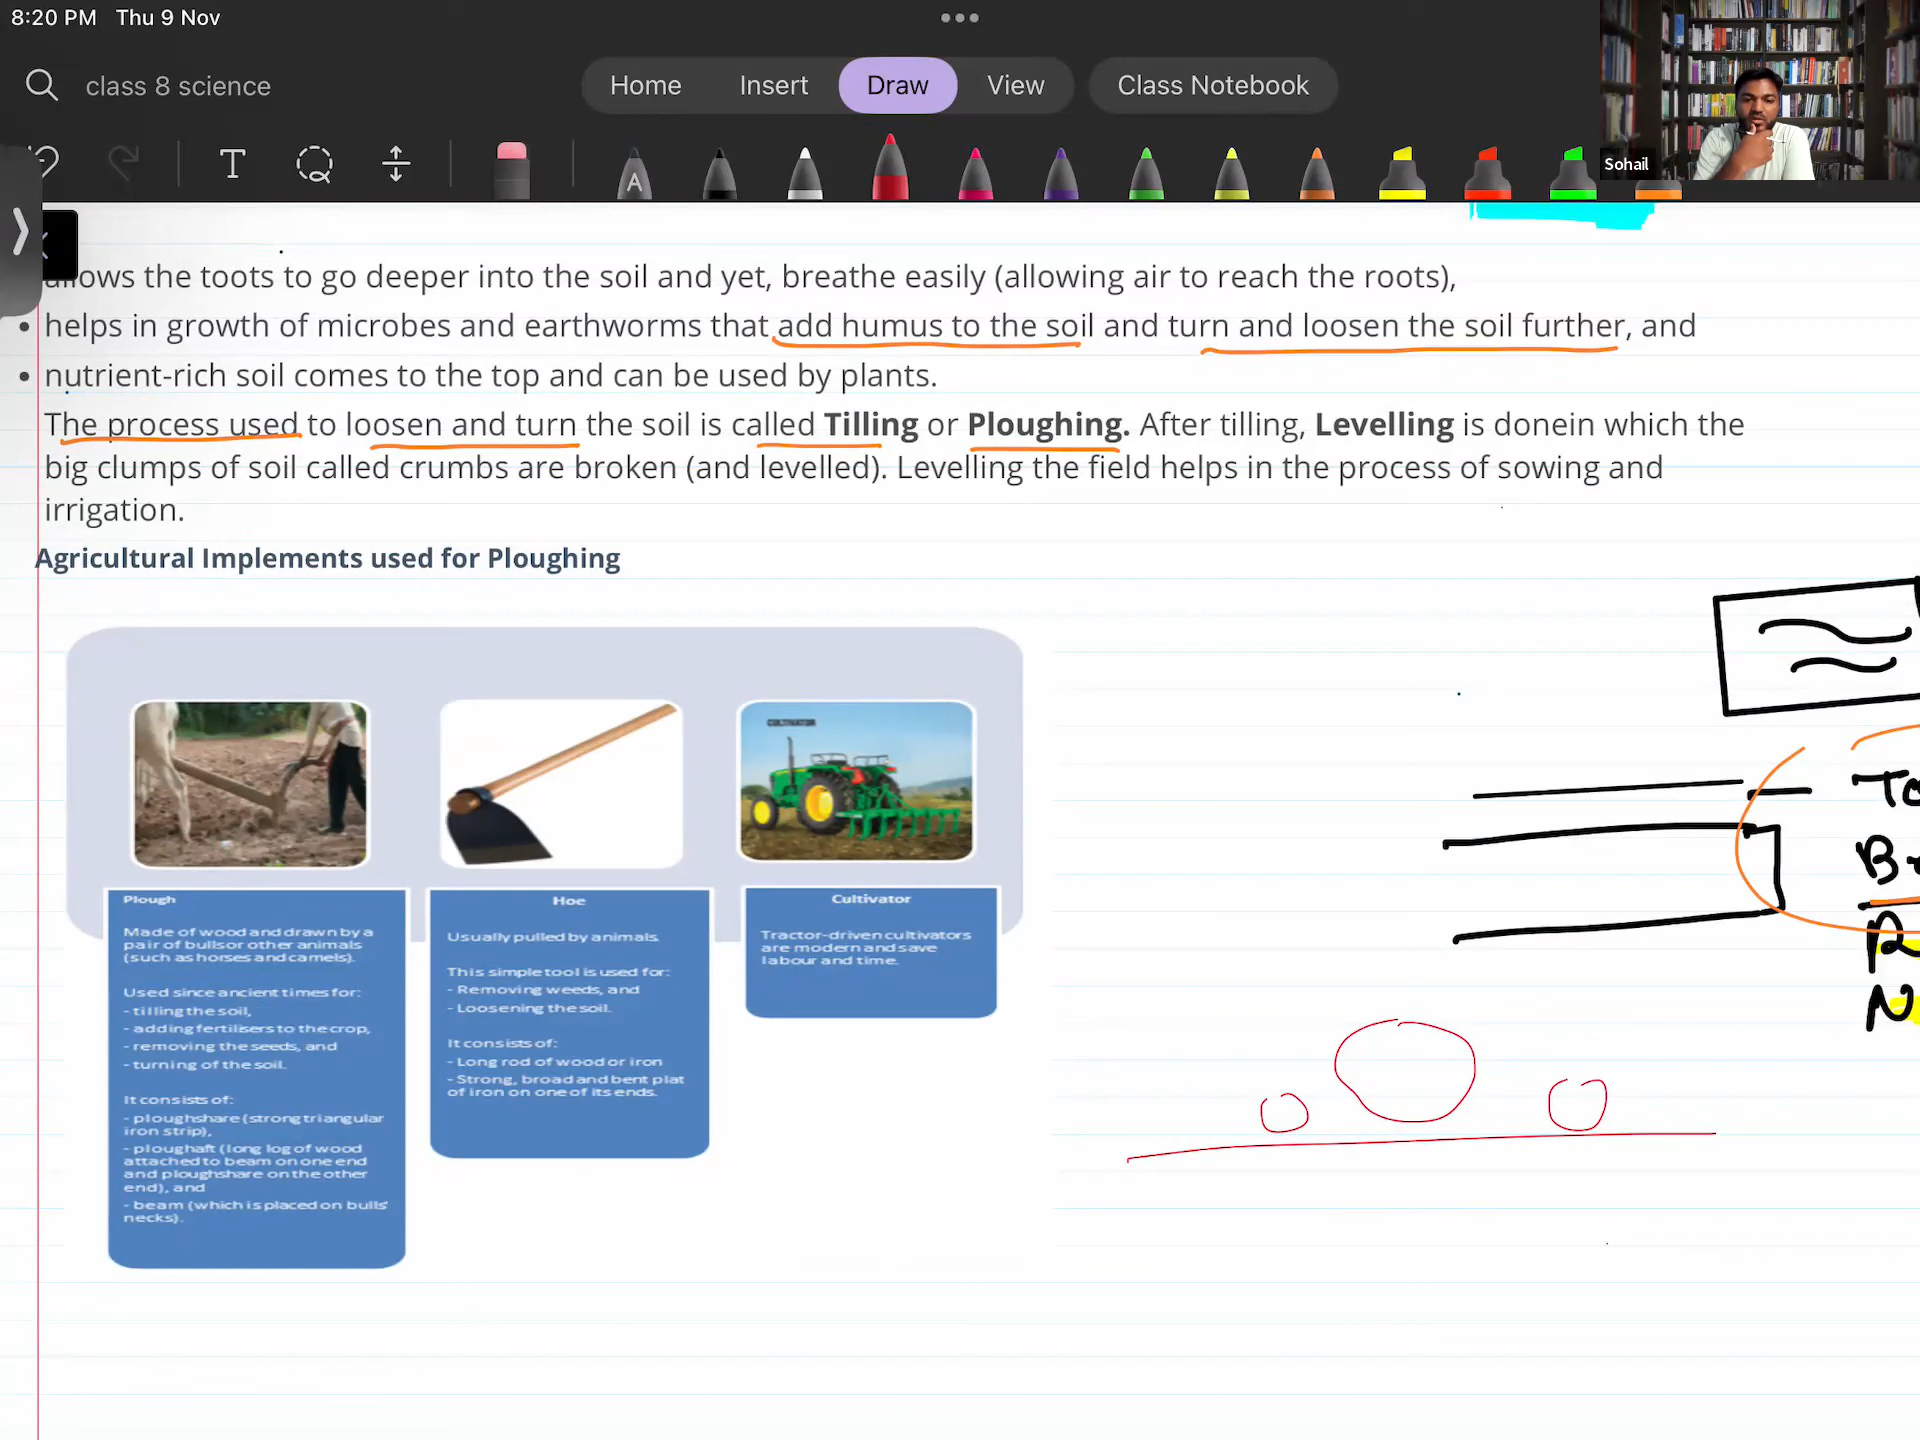 8:20 PM Thu 9 Nov
class 8 science
Home Insert Draw View Class Notebook
T
A
Sohail
allows the toots to go deeper into the soil and yet, breathe easily (allowing air to reach the roots),
• helps in growth of microbes and earthworms that add humus to the soil and turn and loosen the soil further, and
• nutrient-rich soil comes to the top and can be used by plants.
The process used to loosen and turn the soil is called Tilling or Ploughing. After tilling, Levelling is donein which the
big clumps of soil called crumbs are broken (and levelled). Levelling the field helps in the process of sowing and
irrigation.
Agricultural Implements used for Ploughing
CULTIVATOR
Plough
Made of wood and drawn by a
pair of bullsor other animals
(such as horses and camels).
Used since ancient times for:
- tilling the soil,
- adding fertilisers to the crop,
- removing the seeds, and
- turning of the soil.
It consists of:
- ploughshare (strong triangular
iron strip),
- ploughaft (long log of wood
attached to beam on one end
and ploughshare on the other
end), and
- beam (which is placed on bulls'
necks).
Hoe
Usually pulled by animals.
This simple tool is used for:
- Removing weeds, and
- Loosening the soil.
It consists of:
- Long rod of wood or iron
- Strong, broad and bent plat
of iron on one of its ends.
Cultivator
Tractor-driven cultivators
are modern and save
labour and time.